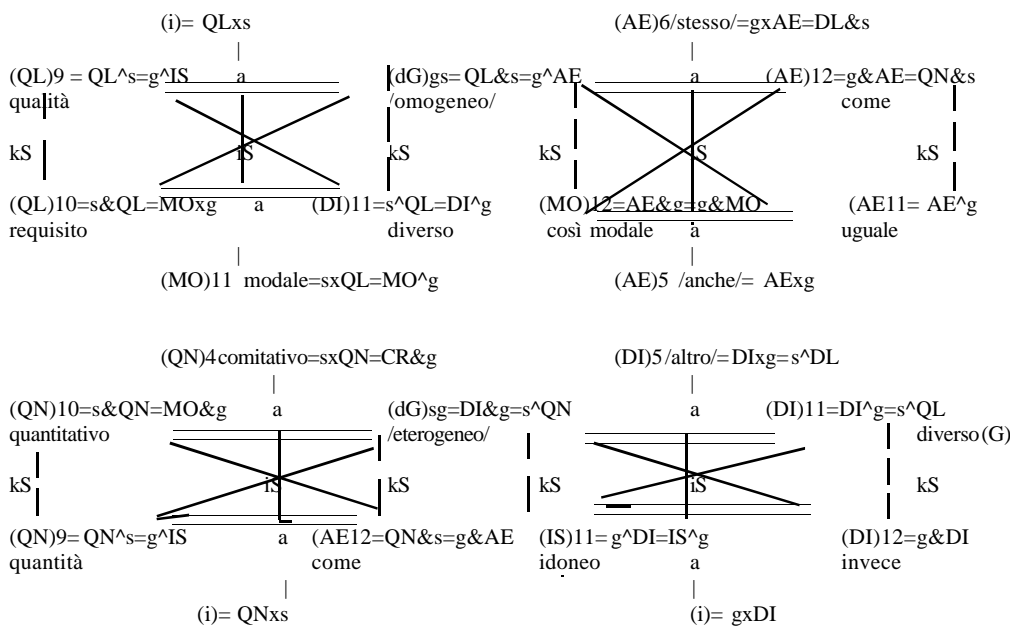 (i)= QLxs (AE)6/stesso/=gxAE=DL&s
(QL)9 = QL^s=g^IS a (dG)gs= QL&s=g^AE a (AE)12=g&AE=QN&s
qualità /omogeneo/ come
kS iS kS kS iS kS
(QL)10=s&QL=MOxg a (DI)11=s^QL=DI^g (MO)12=AE&g=g&MO (AE11= AE^g
requisito diverso così modale a uguale
(MO)11 modale=sxQL=MO^g (AE)5 /anche/= AExg
(QN)4comitativo=sxQN=CR&g (DI)5/altro/=DIxg=s^DL
(QN)10=s&QN=MO&g a (dG)sg=DI&g=s^QN a (DI)11=DI^g=s^QL
quantitativo /eterogeneo/ diverso(G)
kS iS kS kS iS kS
(QN)9=QN^s=g^IS a (AE12=QN&s=g&AE (IS)11=g^DI=IS^g (DI)12=g&DI
quantità come idoneo a invece
(i)= QNxs (i)= gxDI